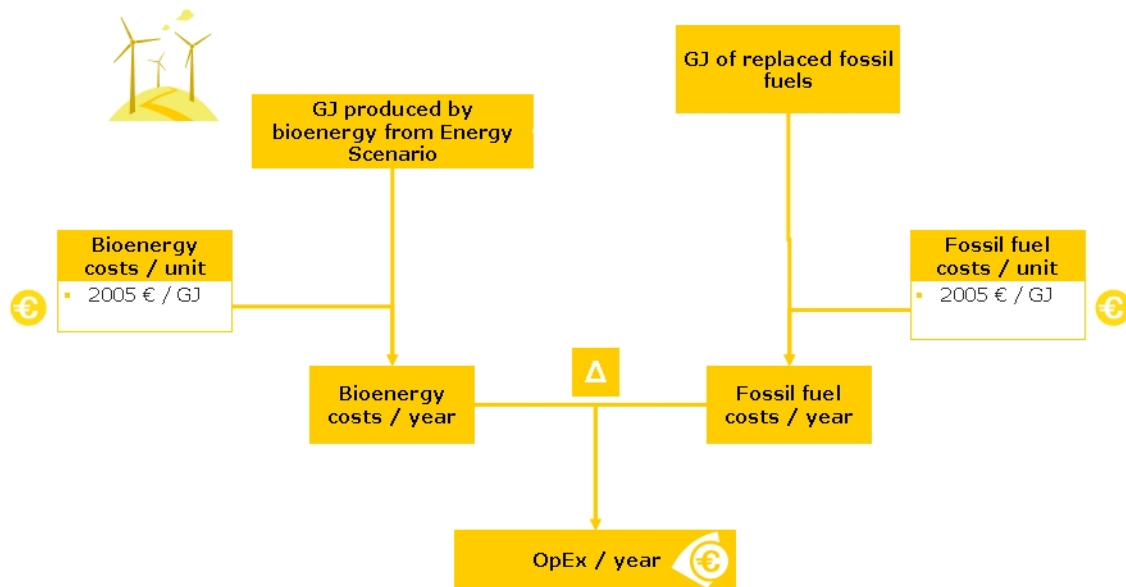 GJ of replaced fossil
fuels
GJ produced by
bioenergy from Energy
Scenario
Bioenergy
costs / unit
▪ 2005 € / GJ
€
Fossil fuel
costs / unit
▪ 2005 € / GJ
€
Δ
Bioenergy
costs / year
Fossil fuel
costs / year
OpEx / year
€